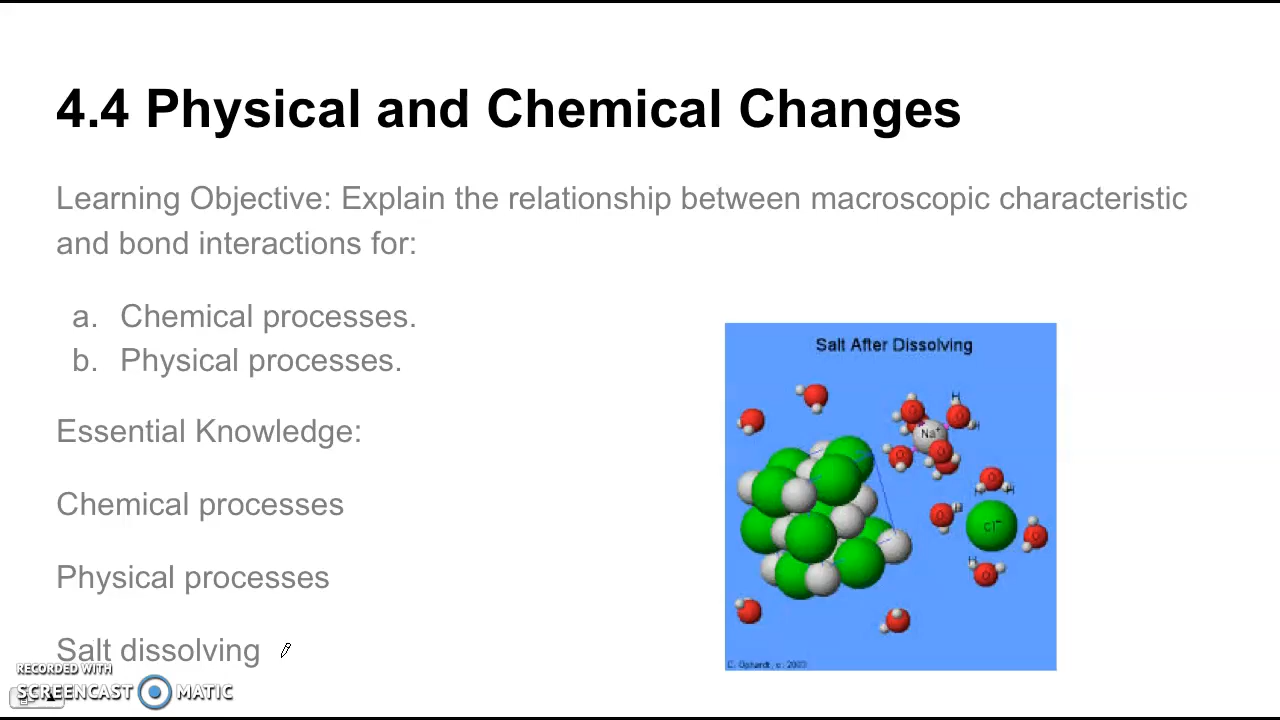 4.4 Physical and Chemical Changes
Learning Objective: Explain the relationship between macroscopic characteristic
and bond interactions for:
a. Chemical processes.
b. Physical processes.
Essential Knowledge:
Chemical processes
Physical processes
Salt dissolving
Salt After Dissolving
H
O
O
H
Na+
O
O
H
H
O
H
Cl-
O
H
O
C. Ophardt, c. 2003
RECORDED WITH
SCREENCAST MATIC